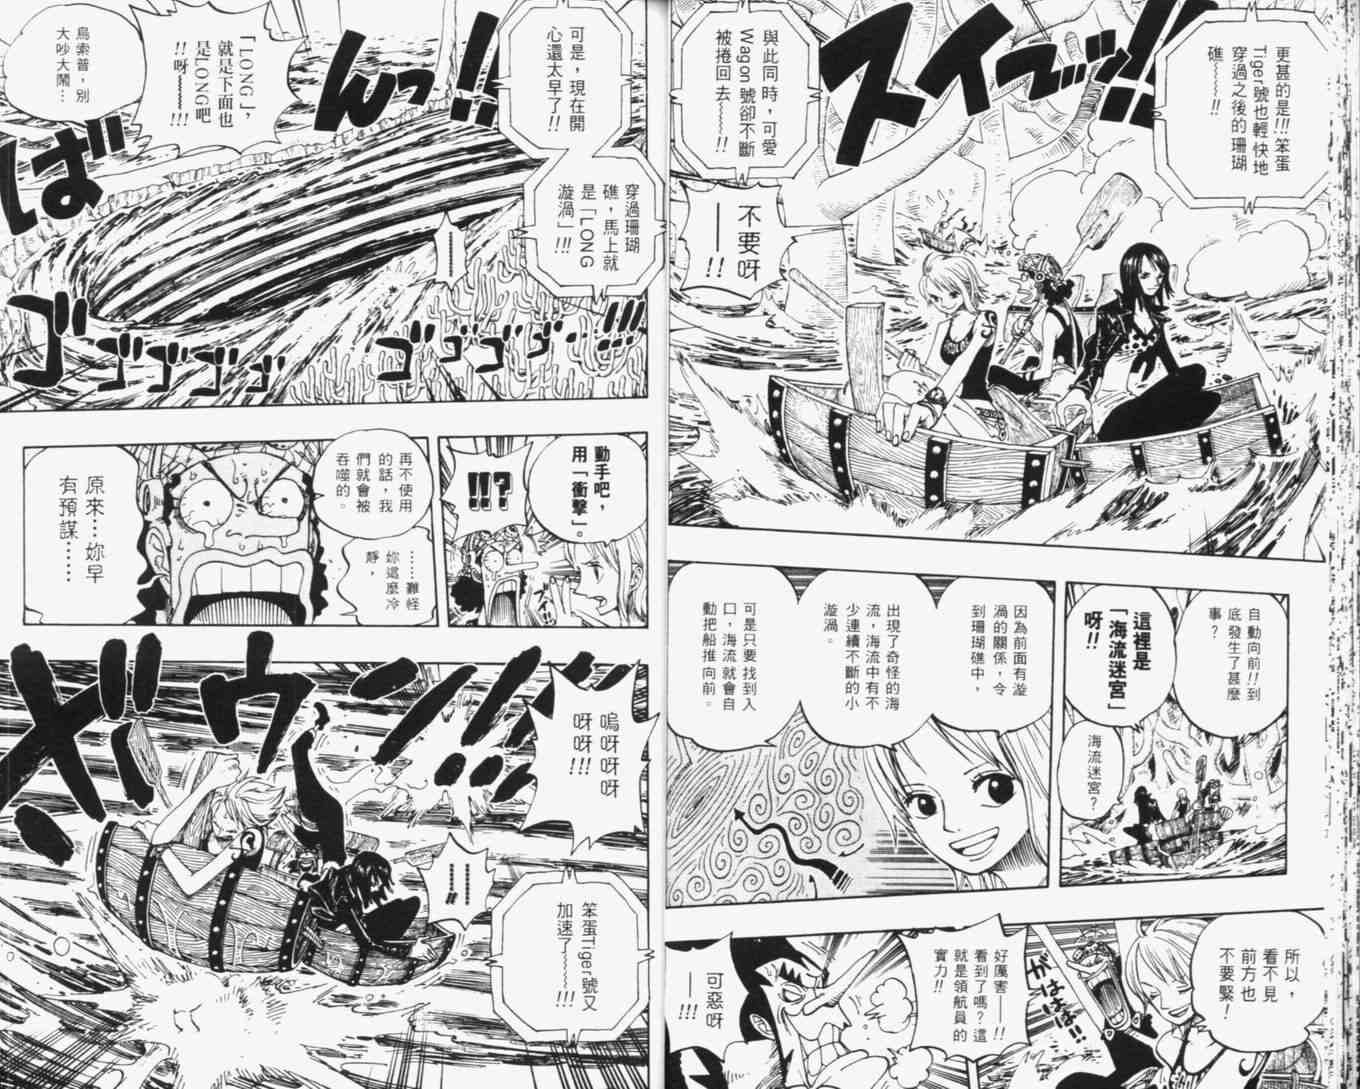 更甚的是!!!笨蛋
Tiger號也輕快地
穿過之後的珊瑚
礁~~~!!
スイ~~ッ!!
與此同時，可愛
Wagon號卻不斷
被捲回去~~~!!
不要呀
——!!
自動向前!!到
底發生了甚麼
事？
這裡是
「海流迷宮」
呀!!
海流迷宮？
因為前面有漩
渦的關係，令
到珊瑚礁中，
出現了奇怪的海
流，海流中有不
少連續不斷的小
漩渦。
可是只要找到入
口，海流就會自
動把船推向前。
所以，
看不見
前方也
不要緊！
あはははは!!
好厲害——!!
看到了嗎？這
就是領航員的
實力!!
可惡呀
——!!!
可是，現在開
心還太早了!!
穿過珊瑚
礁，馬上就
是「LONG
漩渦」!!!
ばんっ!!
「LONG」，
就是下面也
是LONG吧
!!呀~~~!!!
烏索普，別
大吵大鬧…
…………
ゴゴゴゴゴゴ
ゴゴゴゴ…!!!
動手吧，
用「衝擊」。
!!?
再不使用
的話，我
們就會被
吞噬的。
……難怪
妳這麼冷
靜，
原來…妳早
有預謀……
ドウンッ!!
嗚呀呀呀
呀呀!!!
………!!
笨蛋Tiger號又
加速了~~~!!!